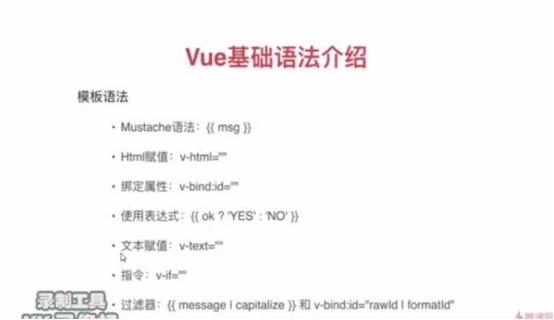 Vue基础语法介绍
模板语法
• Mustache语法：{{ msg }}
• Html赋值：v-html=""
• 绑定属性：v-bind:id=""
• 使用表达式：{{ ok ? 'YES' : 'NO' }}
• 文本赋值：v-text=""
• 指令：v-if=""
• 过滤器：{{ message | capitalize }} 和 v-bind:id="rawId | formatId"
录制工具